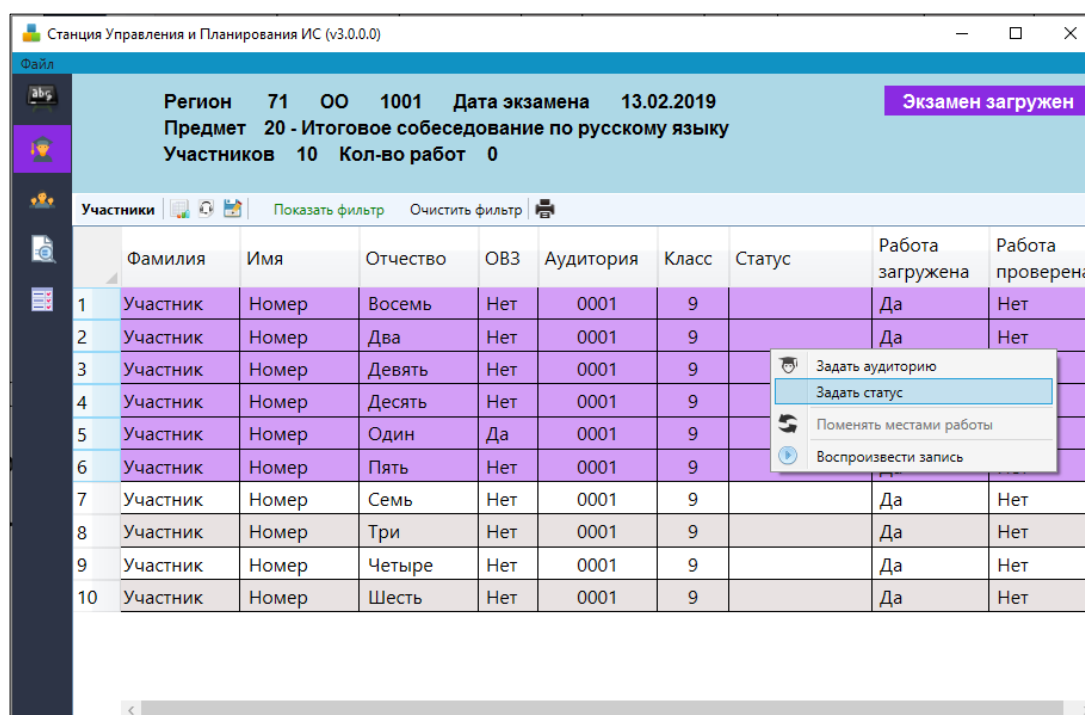 Станция Управления и Планирования ИС (v3.0.0.0)
Файл
abç
Регион 71 ОО 1001 Дата экзамена 13.02.2019
Экзамен загружен
Предмет 20 - Итоговое собеседование по русскому языку
Участников 10 Кол-во работ 0
Участники Показать фильтр Очистить фильтр
Фамилия Имя Отчество ОВЗ Аудитория Класс Статус Работа загружена Работа проверена
1 Участник Номер Восемь Нет 0001 9 Да Нет
2 Участник Номер Два Нет 0001 9 Да Нет
3 Участник Номер Девять Нет 0001 9
4 Участник Номер Десять Нет 0001 9
5 Участник Номер Один Да 0001 9
6 Участник Номер Пять Нет 0001 9
7 Участник Номер Семь Нет 0001 9 Да Нет
8 Участник Номер Три Нет 0001 9 Да Нет
9 Участник Номер Четыре Нет 0001 9 Да Нет
10 Участник Номер Шесть Нет 0001 9 Да Нет
Задать аудиторию
Задать статус
Поменять местами работы
Воспроизвести запись